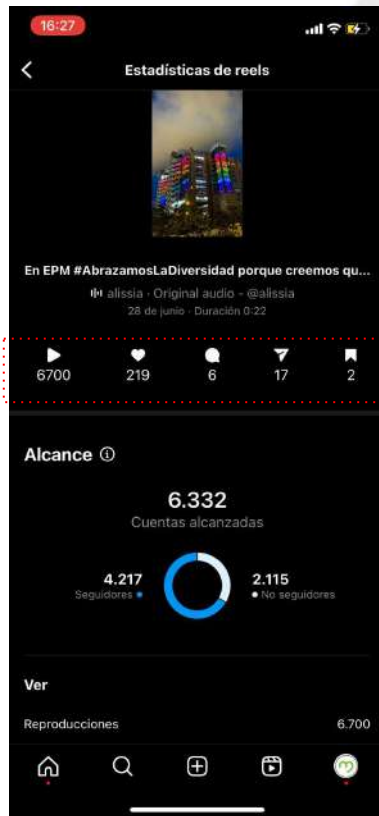 16:27
Estadísticas de reels
En EPM #AbrazamosLaDiversidad porque creemos qu...
alissia · Original audio - @alissia
28 de junio · Duración 0:22
6700 219 6 17 2
Alcance
6.332
Cuentas alcanzadas
4.217 2.115
Seguidores No seguidores
Ver
Reproducciones 6.700